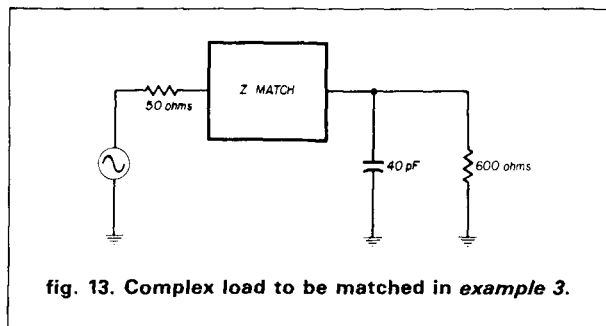 Z MATCH
50 ohms
40 pF
600 ohms
fig. 13. Complex load to be matched in example 3.